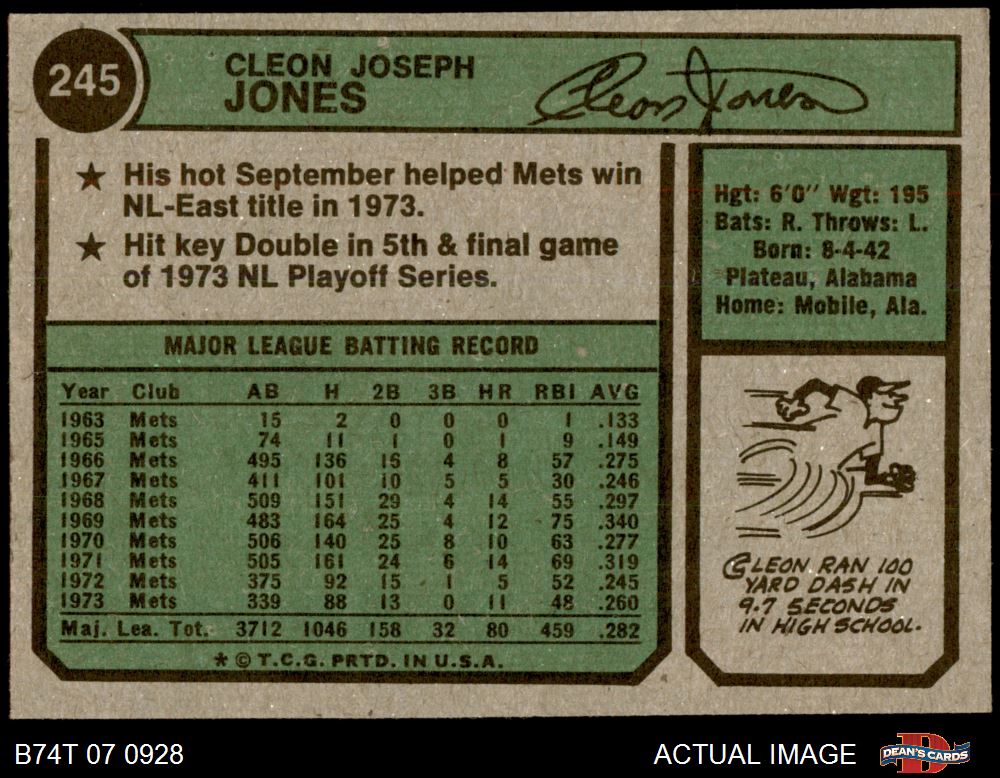 245
CLEON JOSEPH
JONES
Cleon Jones
★ His hot September helped Mets win
NL-East title in 1973.
★ Hit key Double in 5th & final game
of 1973 NL Playoff Series.
Hgt: 6'0" Wgt: 195
Bats: R. Throws: L.
Born: 8-4-42
Plateau, Alabama
Home: Mobile, Ala.
MAJOR LEAGUE BATTING RECORD
Year Club AB H 2B 3B HR RBI AVG
1963 Mets 15 2 0 0 0 1 .133
1965 Mets 74 11 1 0 1 9 .149
1966 Mets 495 136 16 4 8 57 .275
1967 Mets 411 101 10 5 5 30 .246
1968 Mets 509 151 29 4 14 55 .297
1969 Mets 483 164 25 4 12 75 .340
1970 Mets 506 140 25 8 10 63 .277
1971 Mets 505 161 24 6 14 69 .319
1972 Mets 375 92 15 1 5 52 .245
1973 Mets 339 88 13 0 11 48 .260
Maj. Lea. Tot. 3712 1046 158 32 80 459 .282
* © T.C.G. PRTD. IN U.S.A.
CLEON RAN 100
YARD DASH IN
9.7 SECONDS
IN HIGH SCHOOL.
B74T 07 0928
ACTUAL IMAGE
DEAN'S CARDS